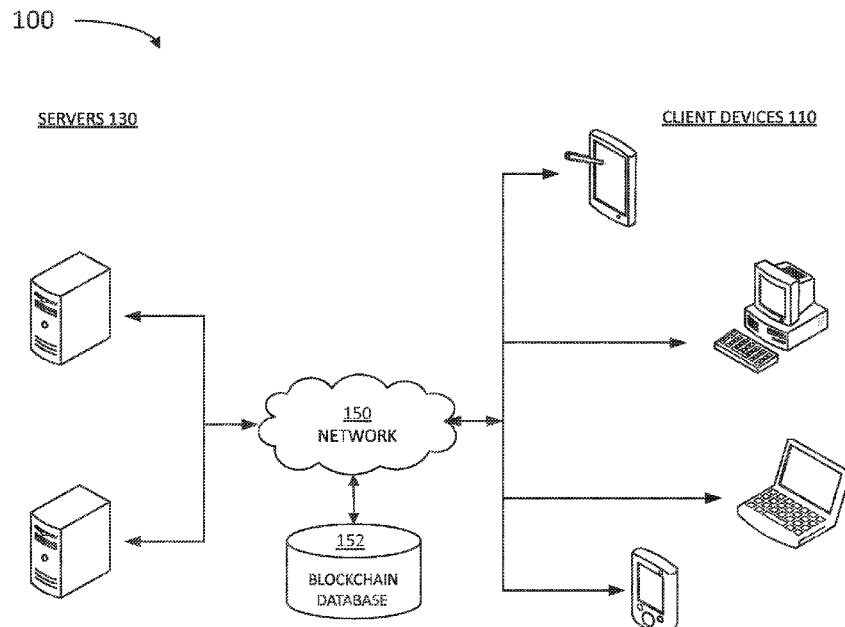 100
SERVERS 130
CLIENT DEVICES 110
150
NETWORK
152
BLOCKCHAIN
DATABASE